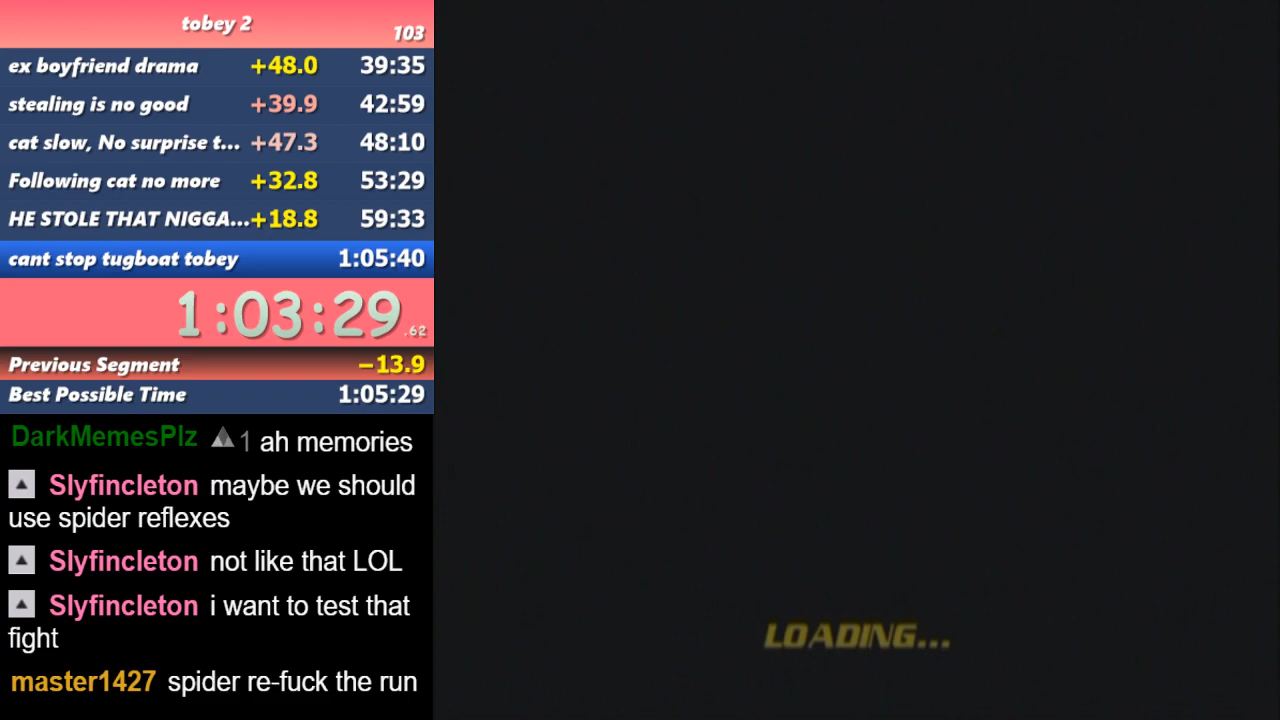 tobey 2
103
ex boyfriend drama +48.0 39:35
stealing is no good +39.9 42:59
cat slow, No surprise t... +47.3 48:10
Following cat no more +32.8 53:29
HE STOLE THAT NIGGA... +18.8 59:33
cant stop tugboat tobey 1:05:40
1:03:29.62
Previous Segment −13.9
Best Possible Time 1:05:29
DarkMemesPlz 1 ah memories
Slyfincleton maybe we should
use spider reflexes
Slyfincleton not like that LOL
Slyfincleton i want to test that
fight
master1427 spider re-fuck the run
LOADING...